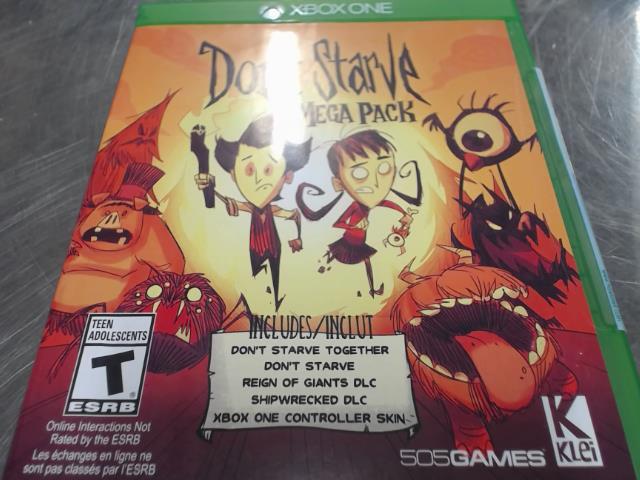 XBOX ONE
Don't Starve
MEGA PACK
INCLUDES/INCLUT
DON'T STARVE TOGETHER
DON'T STARVE
REIGN OF GIANTS DLC
SHIPWRECKED DLC
XBOX ONE CONTROLLER SKIN
TEEN
ADOLESCENTS
T
ESRB
Online Interactions Not
Rated by the ESRB
Les échanges en ligne ne
sont pas classés par l'ESRB
505GAMES
K
KLEi